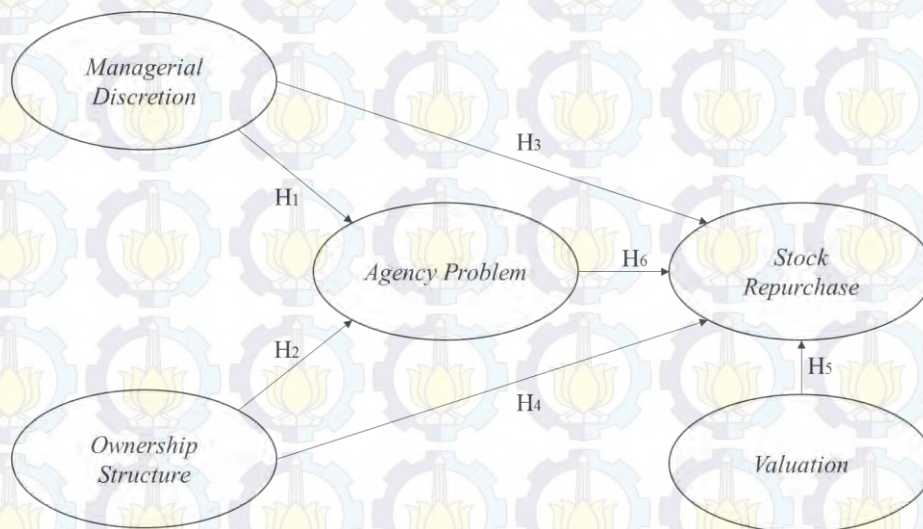 Managerial
Discretion
H3
H1
Agency Problem
H6
Stock
Repurchase
H2
H4
H5
Ownership
Structure
Valuation